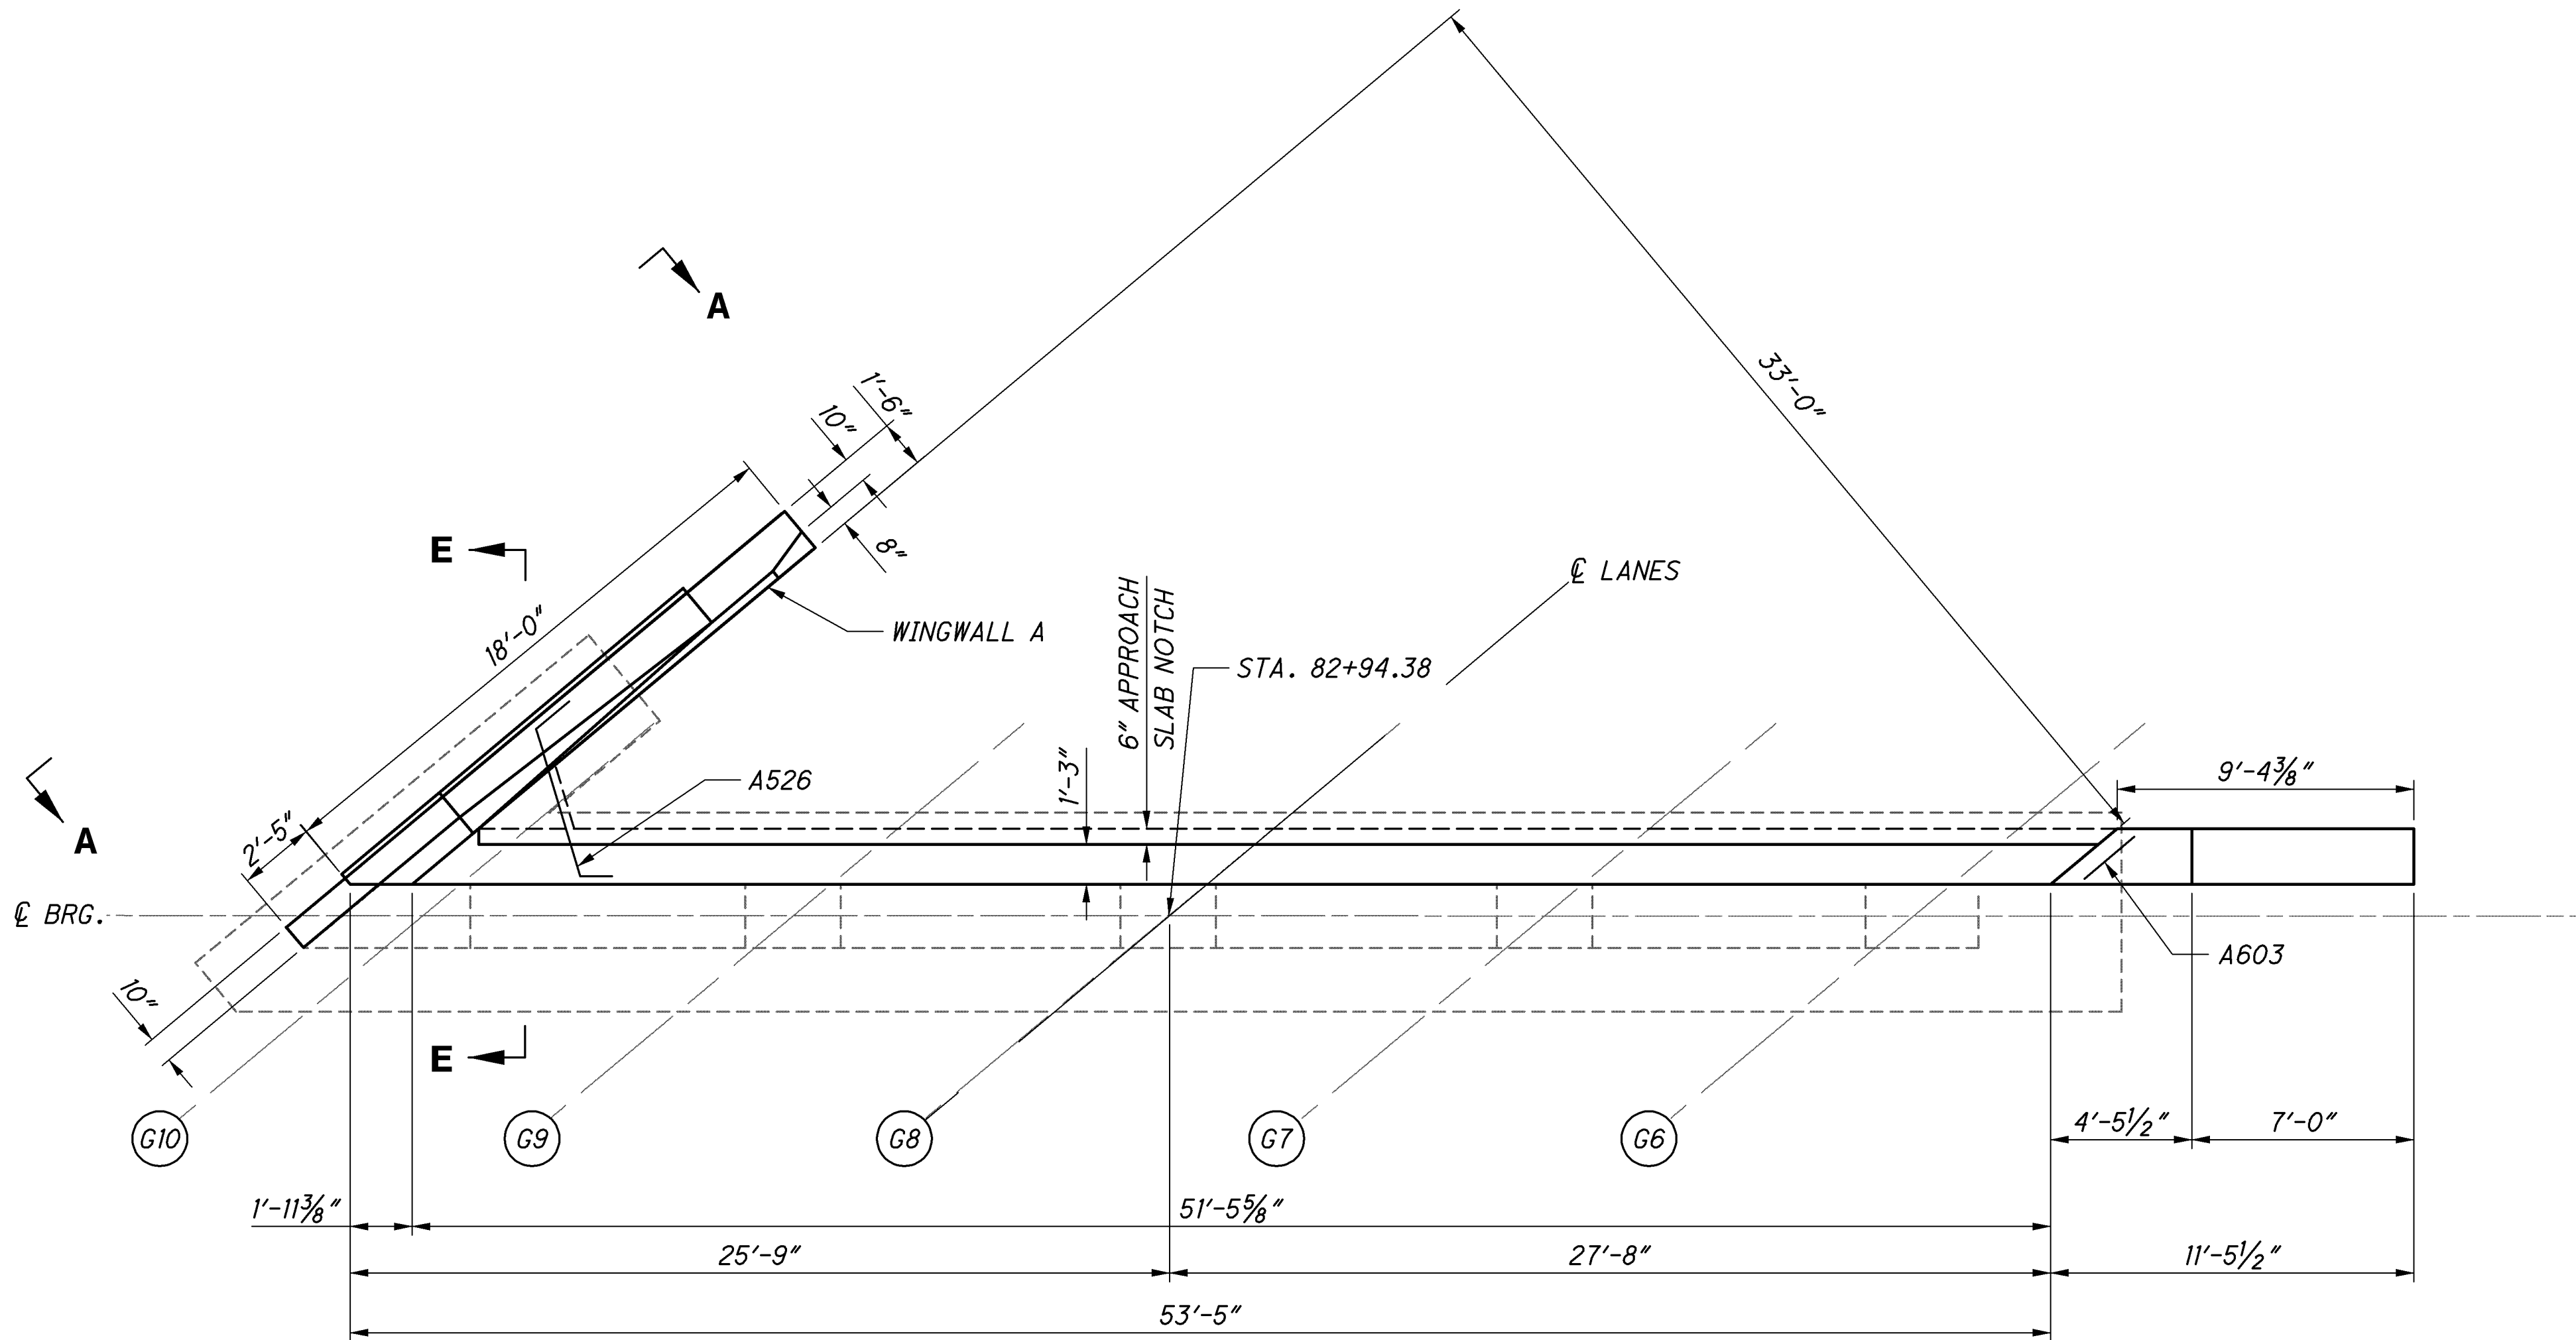 33'-0"
A
1'-6"
10"
8"
E
18'-0"
WINGWALL A
℄ LANES
6" APPROACH
SLAB NOTCH
STA. 82+94.38
1'-3"
A526
9'-4⅜"
A
2'-5"
℄ BRG.
A603
10"
E
G10
G9
G8
G7
G6
4'-5½"
7'-0"
1'-11⅜"
51'-5⅝"
25'-9"
27'-8"
11'-5½"
53'-5"